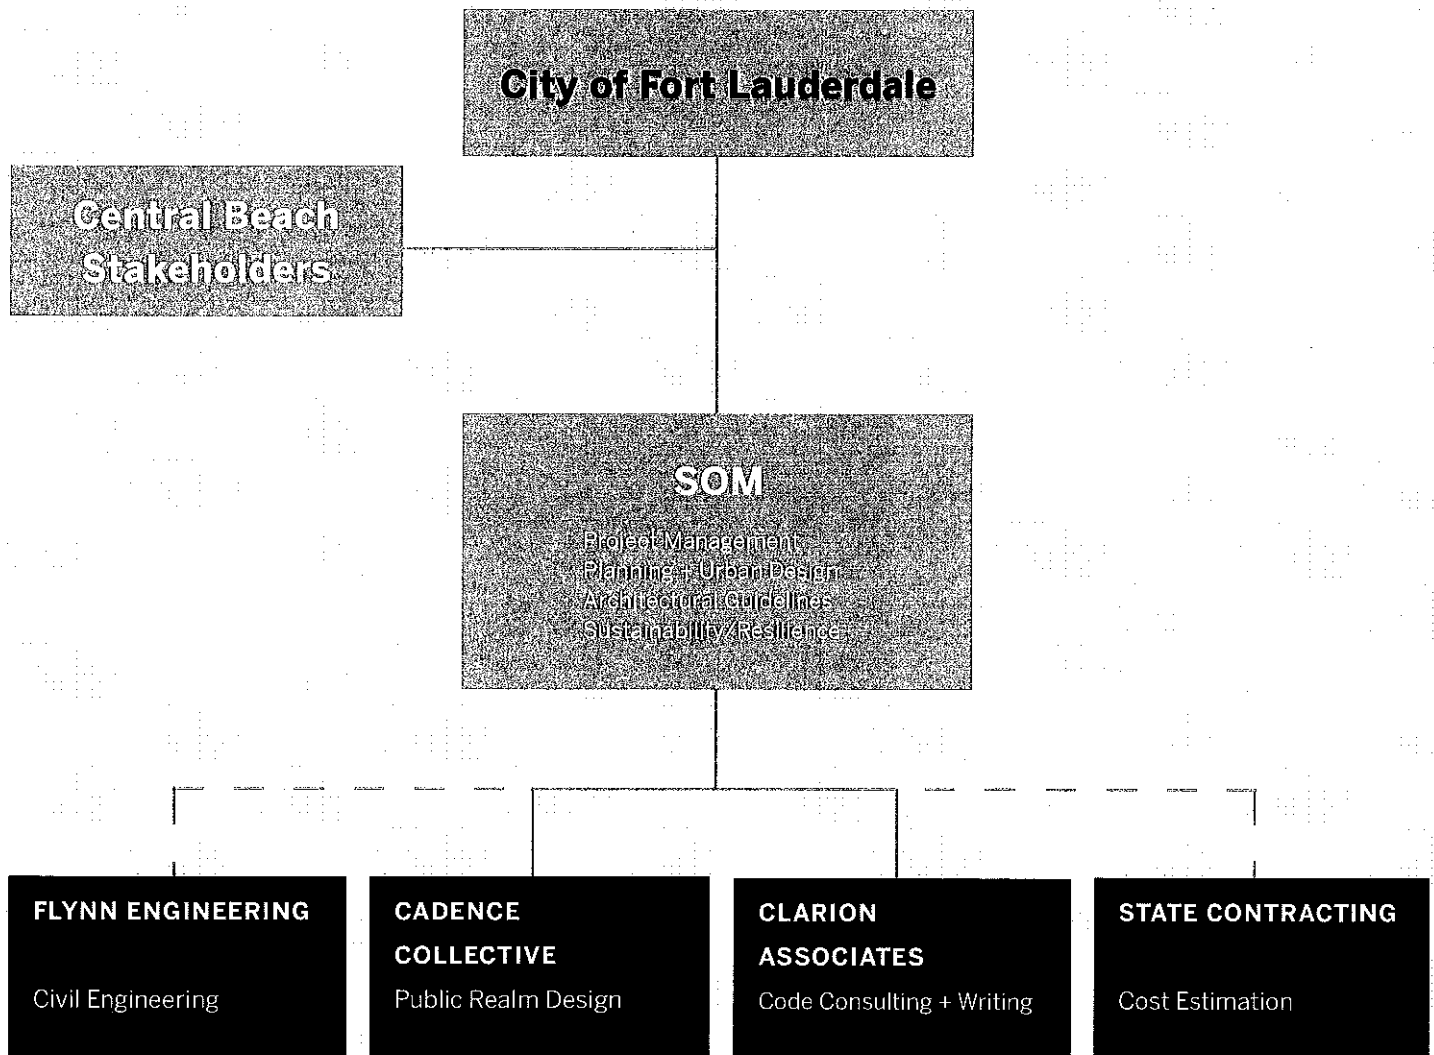 City of Fort Lauderdale
Central Beach
Stakeholders
SOM
Project Management
Planning + Urban Design
Architectural Guidelines
Sustainability/Resilience
FLYNN ENGINEERING
Civil Engineering
CADENCE
COLLECTIVE
Public Realm Design
CLARION
ASSOCIATES
Code Consulting + Writing
STATE CONTRACTING
Cost Estimation